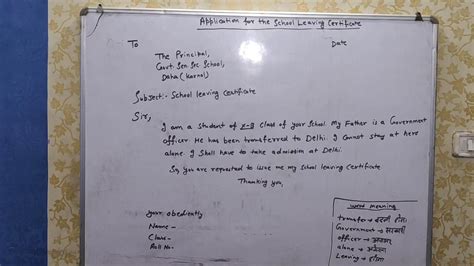 Application for the School Leaving Certificate
To
Date
The Principal,
Govt. Sen. Sec School,
Daha (Karnal)
Subject:- School leaving certificate
Sir,
I am a student of X-B Class of your School. My Father is a Government
officer. He has been transferred to Delhi. I Cannot stay at here
alone. I Shall have to take admission at Delhi.
So, you are requested to issue me my School leaving Certificate.
Thanking you,
your obediently
Name -
Class -
Roll No -
Word meaning
transfer →
Government → सरकारी
officer → अफसर
alone → अकेला
Leaving →